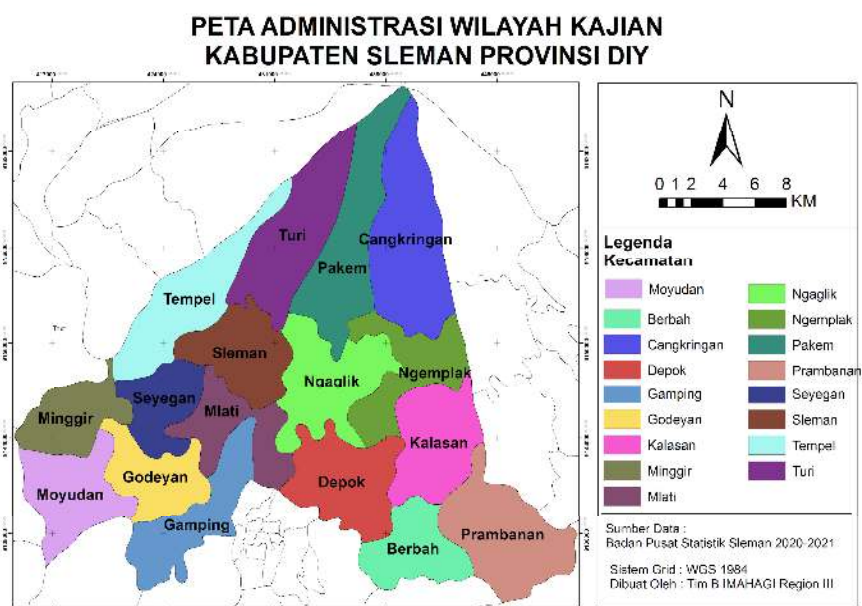 PETA ADMINISTRASI WILAYAH KAJIAN
KABUPATEN SLEMAN PROVINSI DIY
Turi
Cangkringan
Pakem
Tempel
Sleman
Ngaglik
Ngemplak
Seyegan
Mlati
Minggir
Kalasan
Godeyan
Depok
Moyudan
Gamping
Prambanan
Berbah
N
0 1 2 4 6 8
KM
Legenda
Kecamatan
Moyudan
Berbah
Cangkringan
Depok
Gamping
Godeyan
Kalasan
Minggir
Mlati
Ngaglik
Ngemplak
Pakem
Prambanan
Seyegan
Sleman
Tempel
Turi
Sumber Data :
Badan Pusat Statistik Sleman 2020-2021
Sistem Grid : WGS 1984
Dibuat Oleh : Tim B IMAHAGI Region III